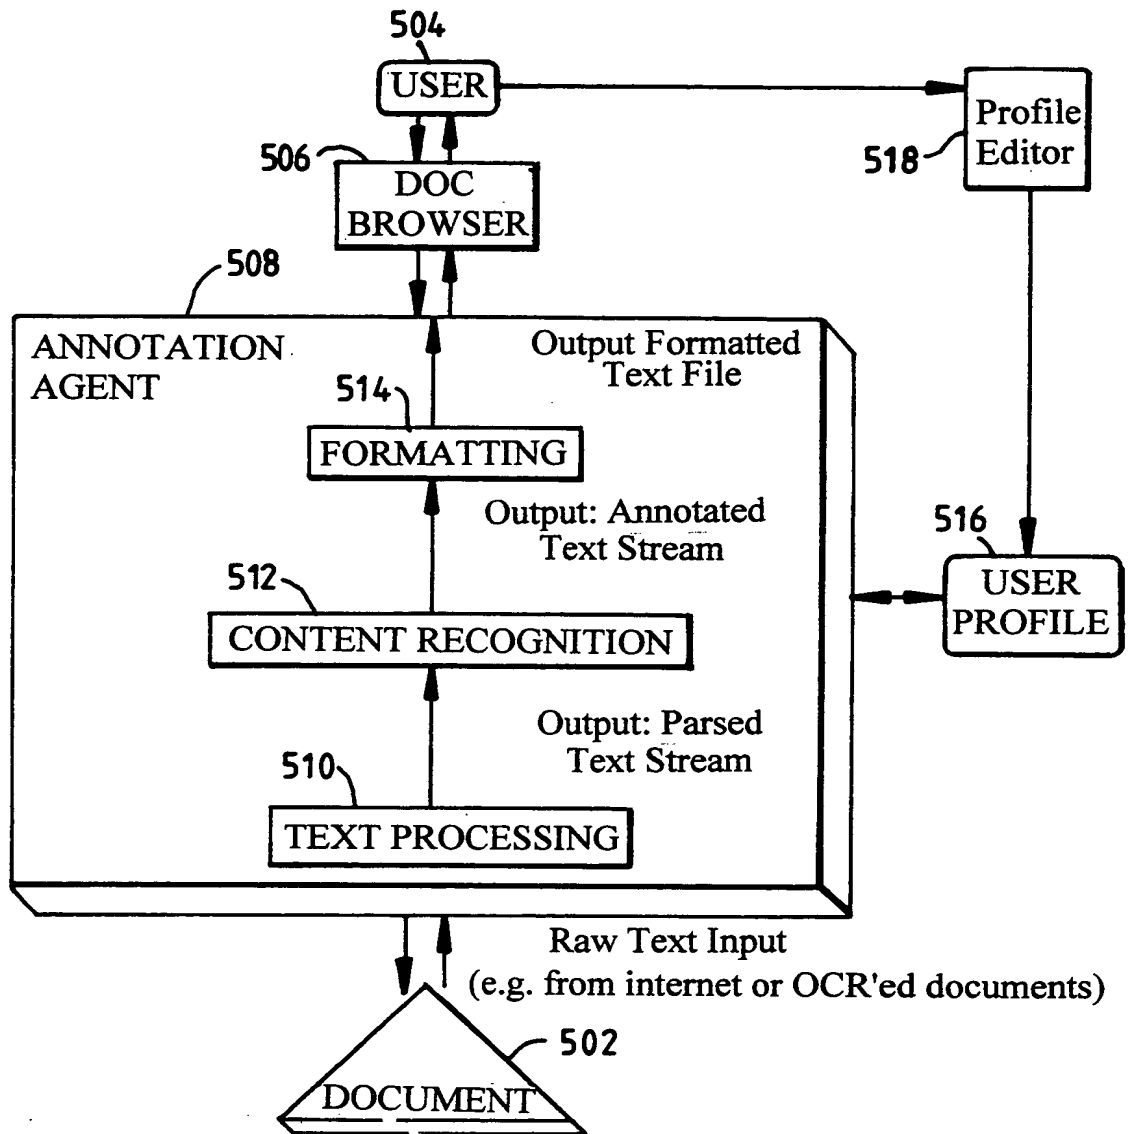 504
USER
Profile
Editor
518
506
DOC
BROWSER
508
ANNOTATION
AGENT
Output Formatted
Text File
514
FORMATTING
Output: Annotated
Text Stream
516
USER
PROFILE
512
CONTENT RECOGNITION
Output: Parsed
Text Stream
510
TEXT PROCESSING
Raw Text Input
(e.g. from internet or OCR'ed documents)
502
DOCUMENT